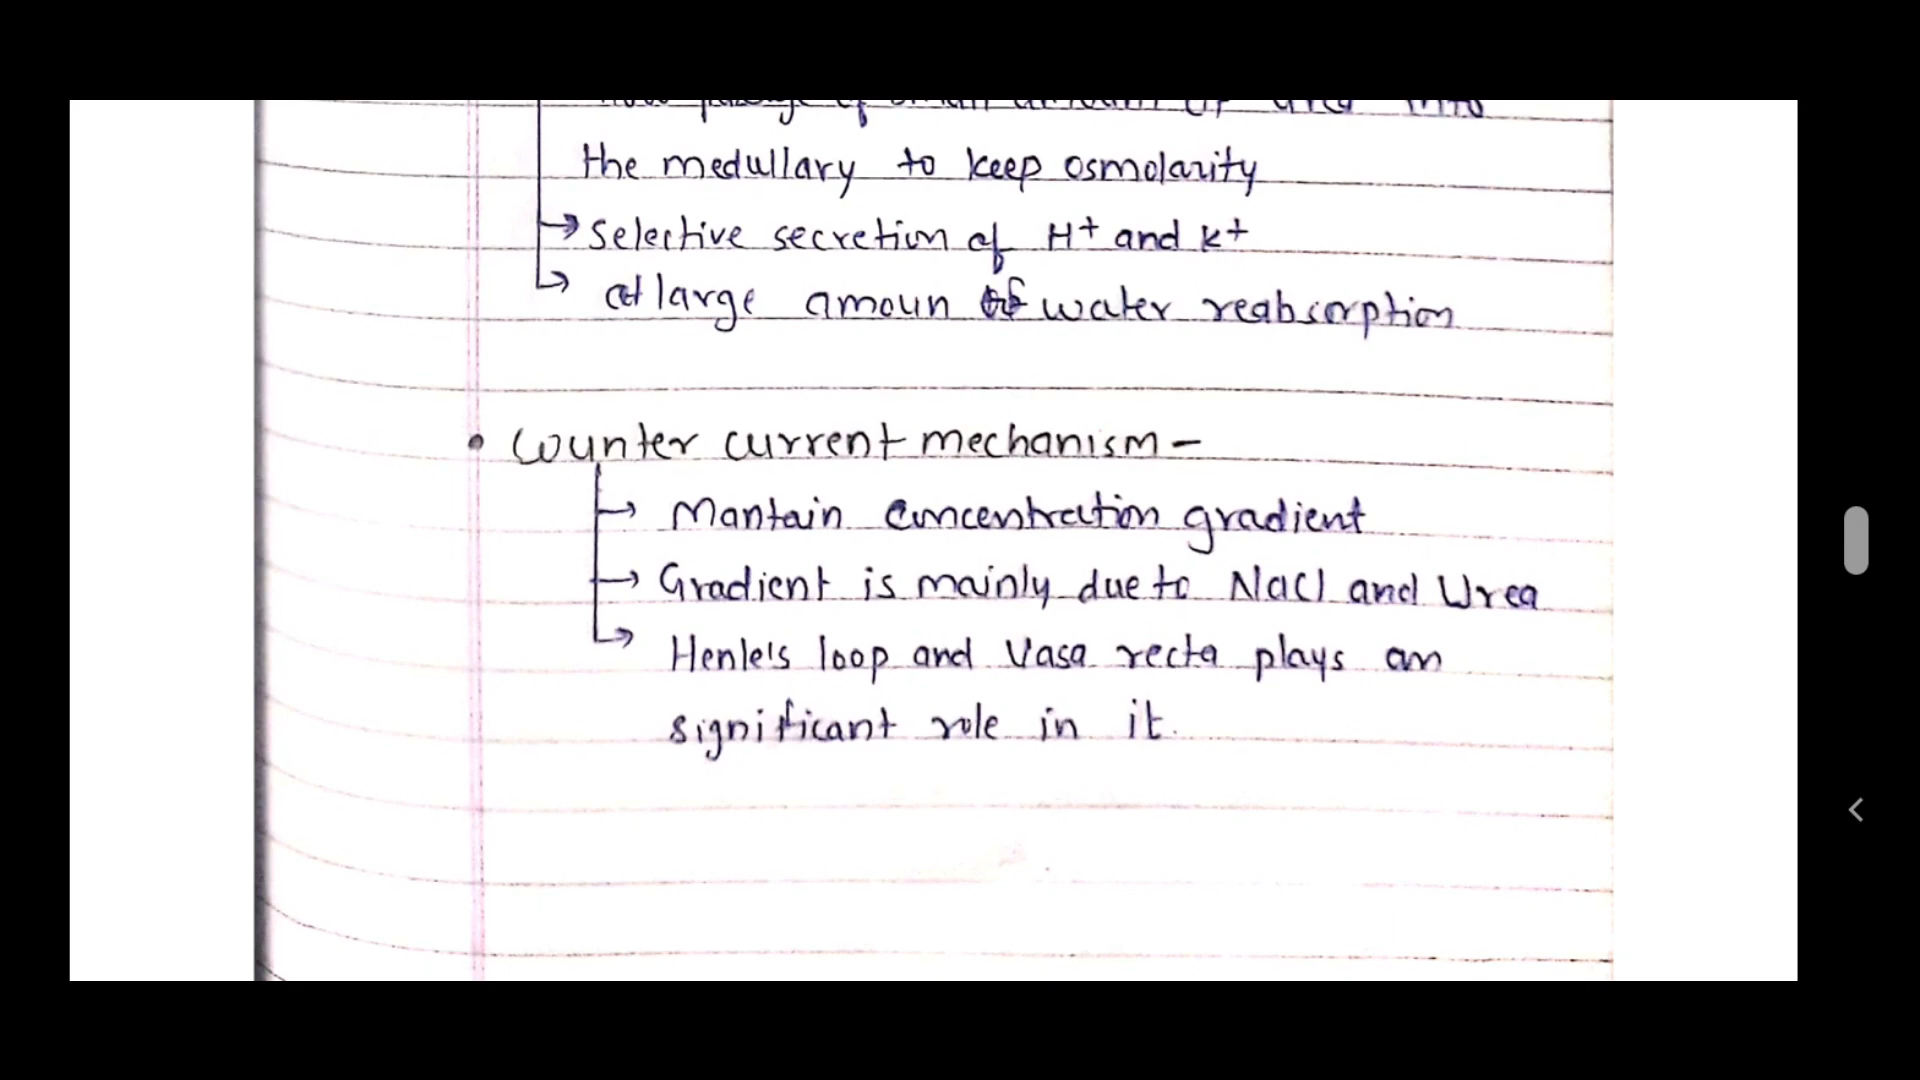 the medullary to keep osmolarity
→ Selective secretion of H+ and K+
→ at large amoun of water reabsorption
• Counter current mechanism -
→ Mantain concentration gradient
→ Gradient is mainly due to NaCl and Urea
→ Henle's loop and Vasa recta plays an
significant role in it.